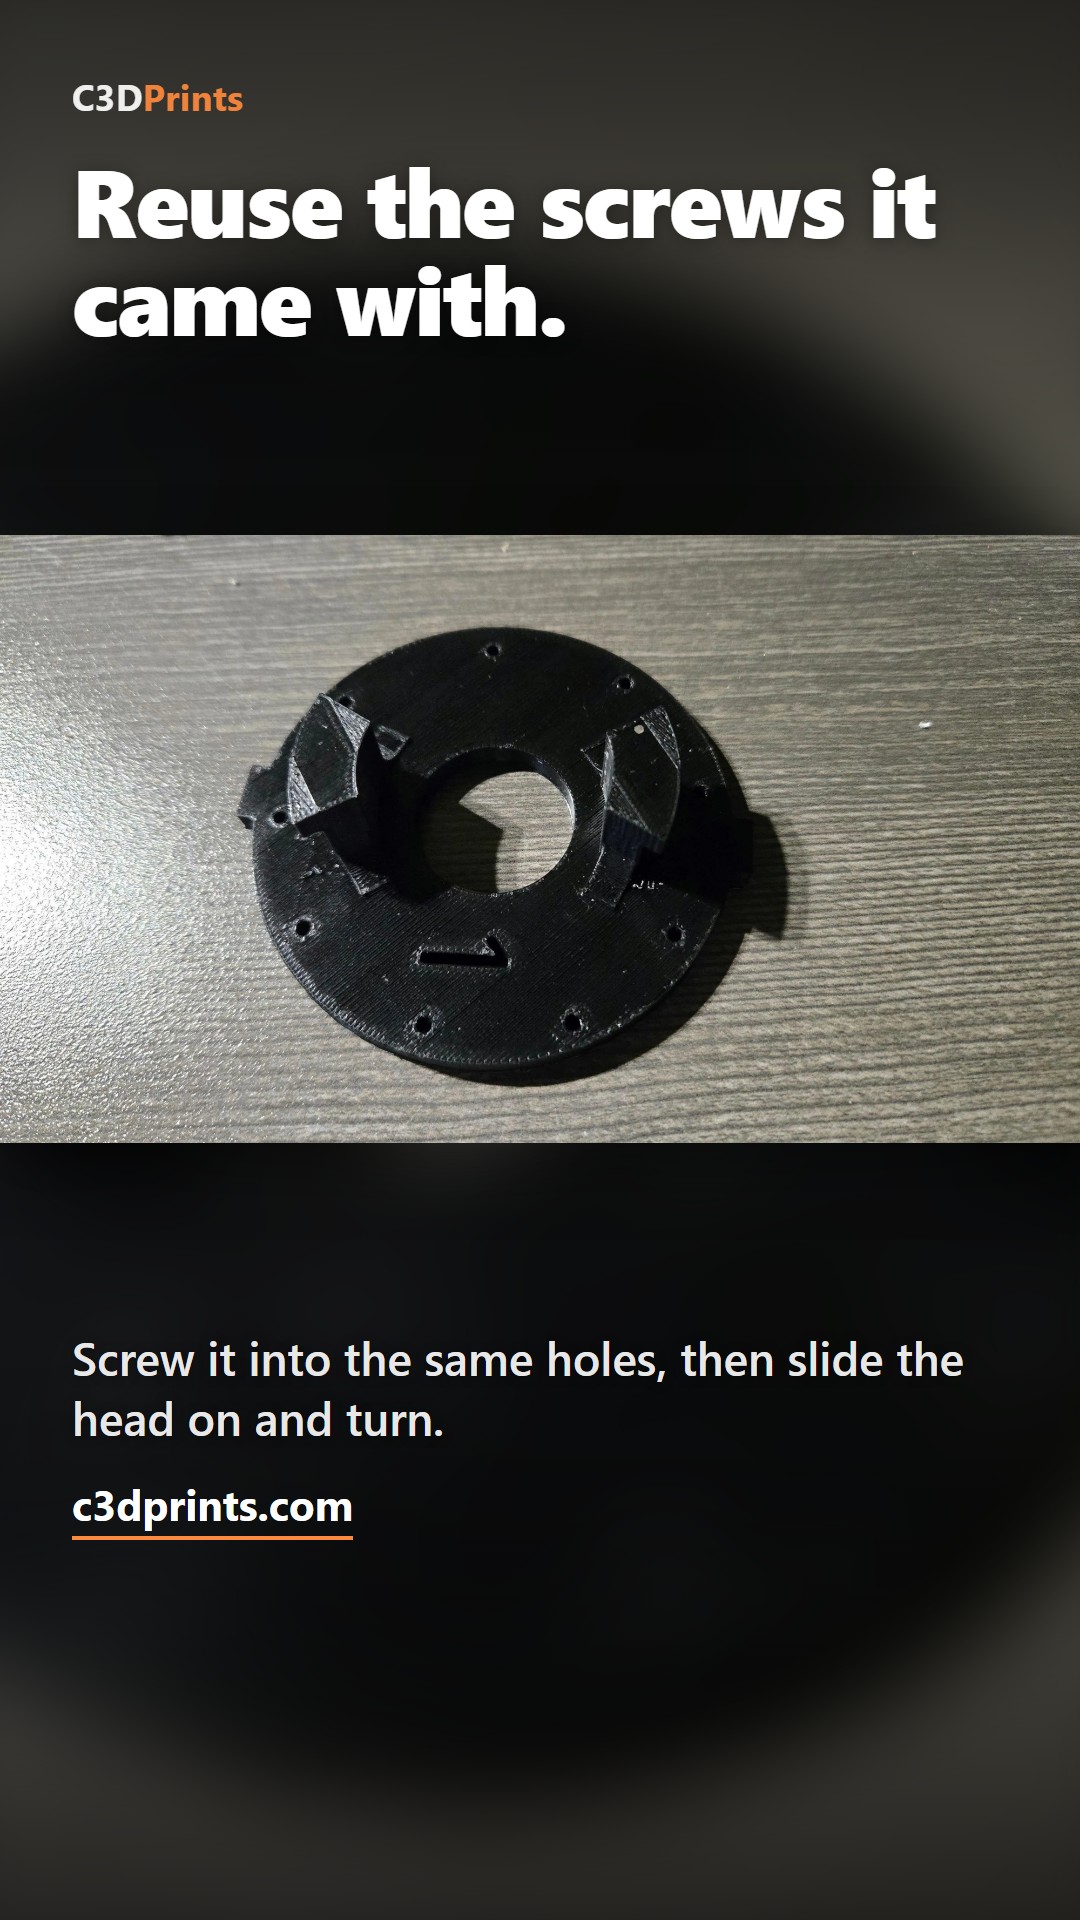 C3DPrints
Reuse the screws it
came with.
Screw it into the same holes, then slide the
head on and turn.
c3dprints.com